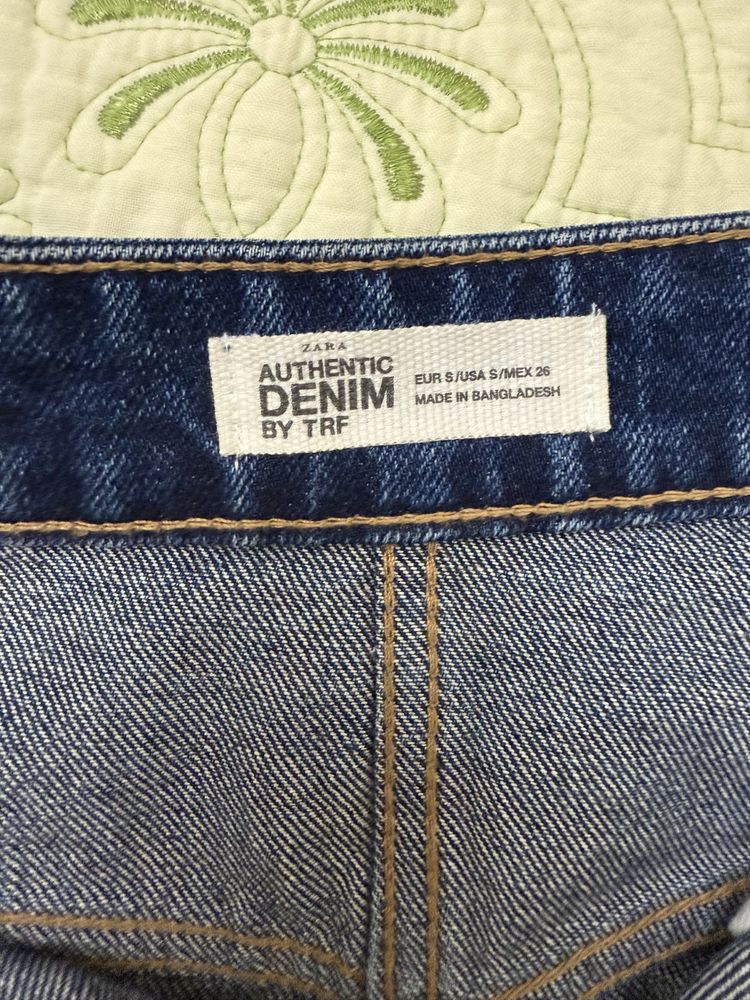 ZARA
AUTHENTIC
DENIM
BY TRF
EUR S/USA S/MEX 26
MADE IN BANGLADESH